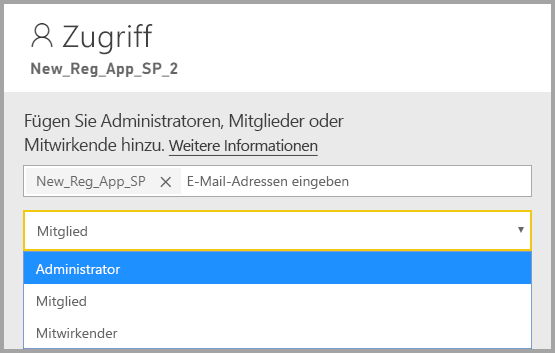 Zugriff
New_Reg_App_SP_2
Fügen Sie Administratoren, Mitglieder oder
Mitwirkende hinzu. Weitere Informationen
New_Reg_App_SP × E-Mail-Adressen eingeben
Mitglied
Administrator
Mitglied
Mitwirkender